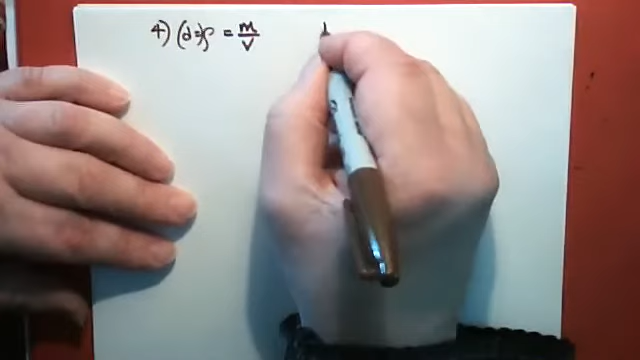 4) (d=)ρ = m/v